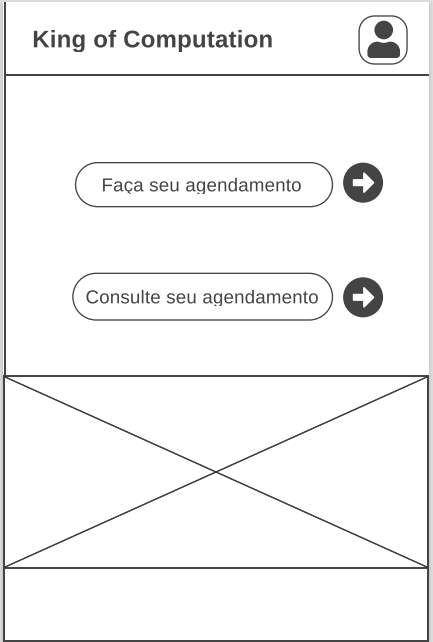 King of Computation
Faça seu agendamento
Consulte seu agendamento